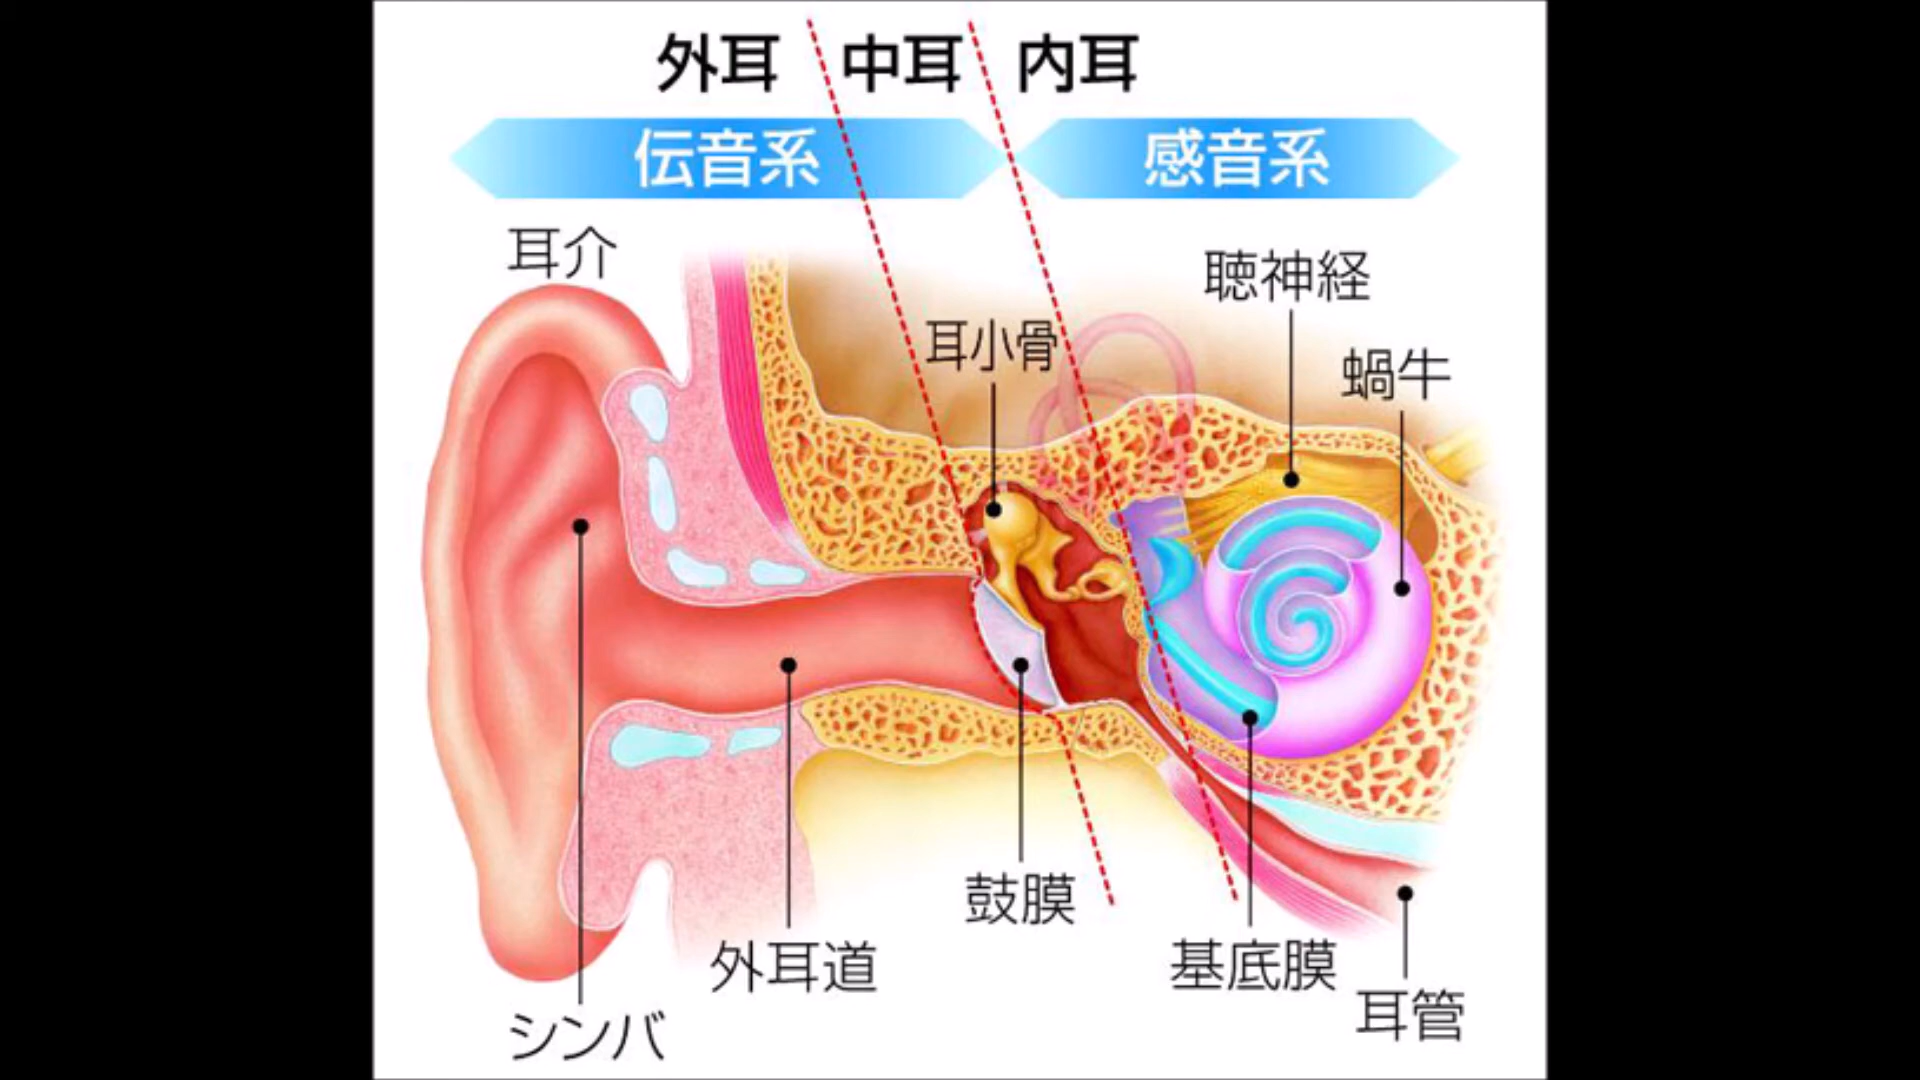 外耳 中耳 内耳
伝音系 感音系
耳介
聴神経
耳小骨
蝸牛
鼓膜
外耳道
基底膜
耳管
シンバ